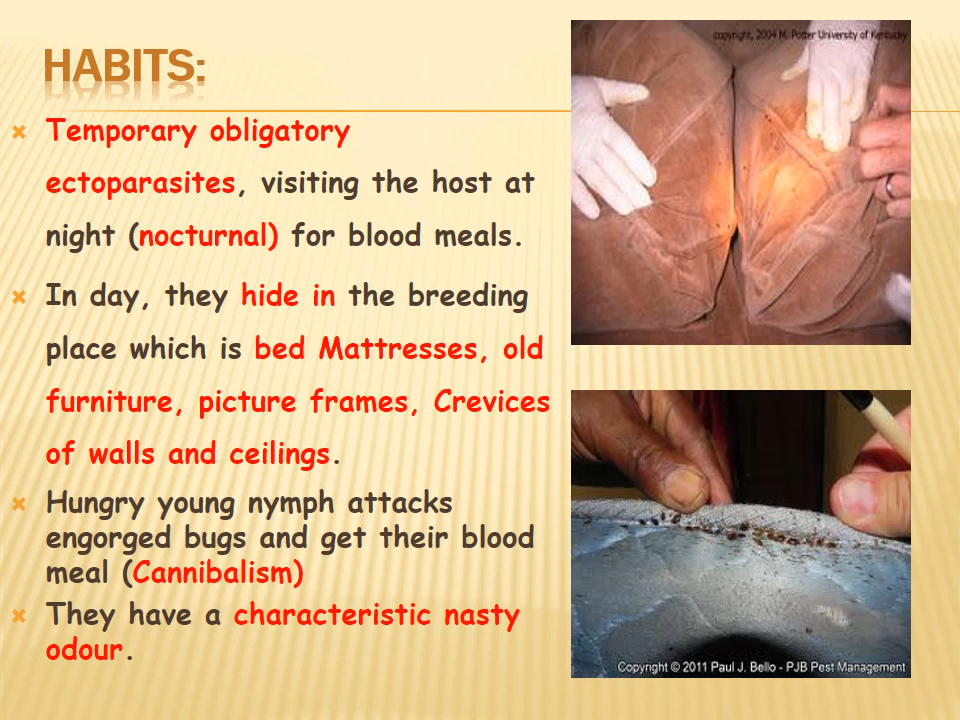 HABITS:
Temporary obligatory
ectoparasites, visiting the host at
night (nocturnal) for blood meals.
In day, they hide in the breeding
place which is bed Mattresses, old
furniture, picture frames, Crevices
of walls and ceilings.
Hungry young nymph attacks
engorged bugs and get their blood
meal (Cannibalism)
They have a characteristic nasty
odour.
copyright, 2004 M. Potter University of Kentucky
Copyright © 2011 Paul J. Bello - PJB Pest Management